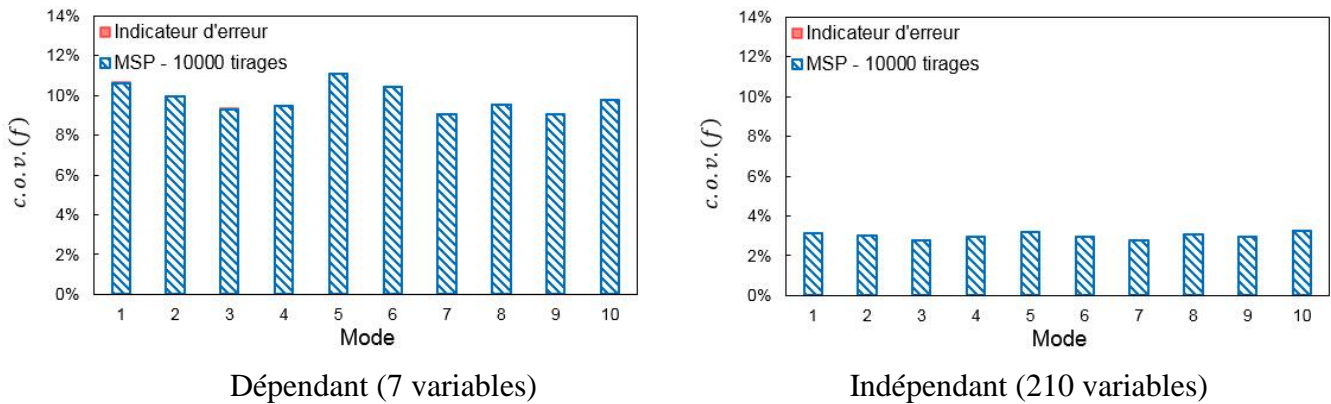 14%
12%
10%
8%
6%
4%
2%
0%
c.o.v.(f)
Indicateur d'erreur
MSP - 10000 tirages
1 2 3 4 5 6 7 8 9 10
Mode
Dépendant (7 variables)
14%
12%
10%
8%
6%
4%
2%
0%
c.o.v.(f)
Indicateur d'erreur
MSP - 10000 tirages
1 2 3 4 5 6 7 8 9 10
Mode
Indépendant (210 variables)